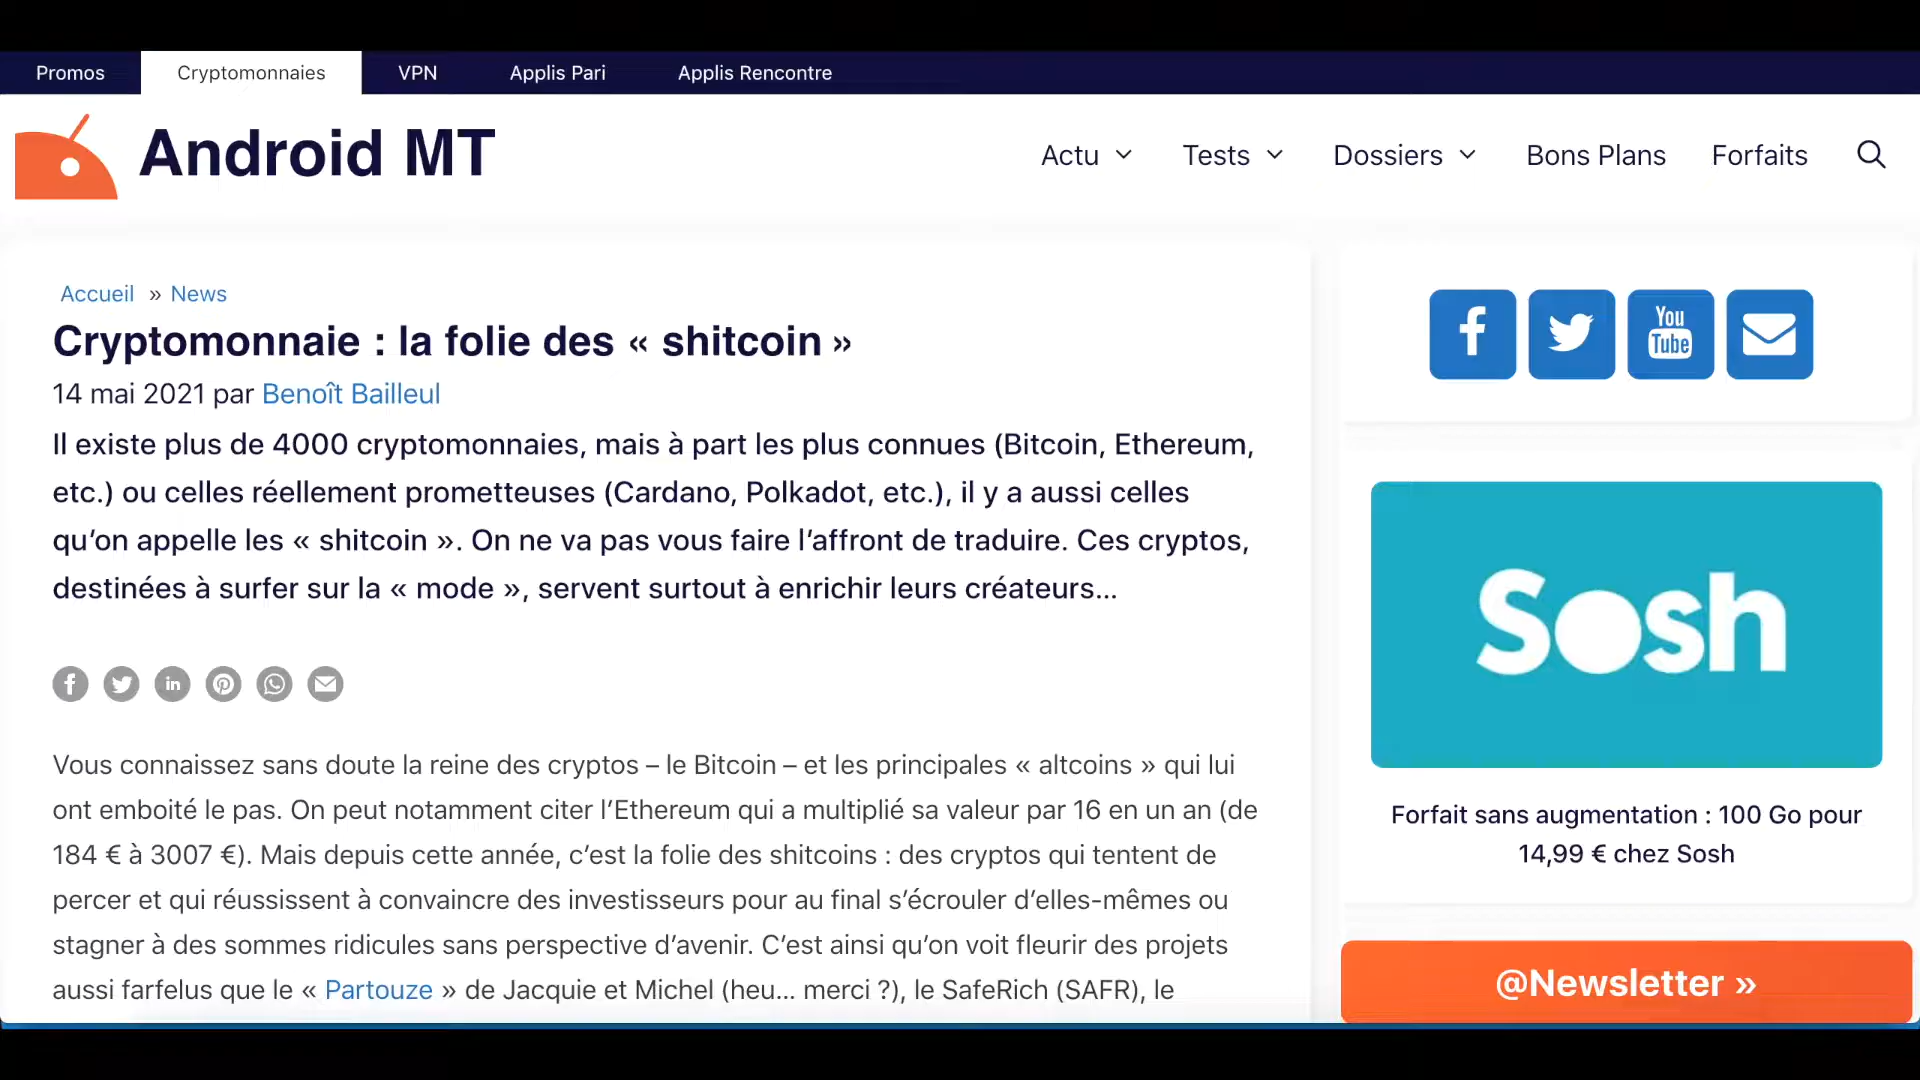 Promos Cryptomonnaies VPN Applis Pari Applis Rencontre
Android MT
Actu Tests Dossiers Bons Plans Forfaits
Accueil » News
Cryptomonnaie : la folie des « shitcoin »
14 mai 2021 par Benoît Bailleul
Il existe plus de 4000 cryptomonnaies, mais à part les plus connues (Bitcoin, Ethereum,
etc.) ou celles réellement prometteuses (Cardano, Polkadot, etc.), il y a aussi celles
qu’on appelle les « shitcoin ». On ne va pas vous faire l’affront de traduire. Ces cryptos,
destinées à surfer sur la « mode », servent surtout à enrichir leurs créateurs...
in
Vous connaissez sans doute la reine des cryptos – le Bitcoin – et les principales « altcoins » qui lui
ont emboité le pas. On peut notamment citer l’Ethereum qui a multiplié sa valeur par 16 en un an (de
184 € à 3007 €). Mais depuis cette année, c’est la folie des shitcoins : des cryptos qui tentent de
percer et qui réussissent à convaincre des investisseurs pour au final s’écrouler d’elles-mêmes ou
stagner à des sommes ridicules sans perspective d’avenir. C’est ainsi qu’on voit fleurir des projets
aussi farfelus que le « Partouze » de Jacquie et Michel (heu... merci ?), le SafeRich (SAFR), le
You
Tube
Sosh
Forfait sans augmentation : 100 Go pour
14,99 € chez Sosh
@Newsletter »